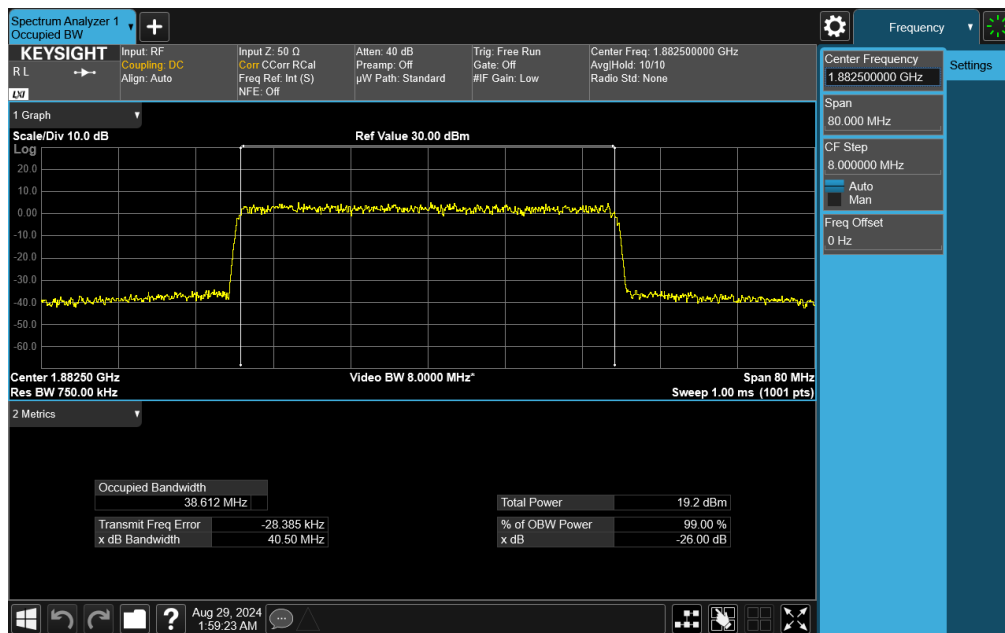 Spectrum Analyzer 1
Occupied BW
Frequency
KEYSIGHT
R L
LXI
Input: RF
Coupling: DC
Align: Auto
Input Z: 50 Ω
Corr CCorr RCal
Freq Ref: Int (S)
NFE: Off
Atten: 40 dB
Preamp: Off
µW Path: Standard
Trig: Free Run
Gate: Off
#IF Gain: Low
Center Freq: 1.882500000 GHz
Avg|Hold: 10/10
Radio Std: None
Center Frequency
1.882500000 GHz
Settings
Span
80.000 MHz
CF Step
8.000000 MHz
Auto
Man
Freq Offset
0 Hz
1 Graph
Scale/Div 10.0 dB
Ref Value 30.00 dBm
Log
20.0
10.0
0.00
-10.0
-20.0
-30.0
-40.0
-50.0
-60.0
Center 1.88250 GHz
Video BW 8.0000 MHz*
Span 80 MHz
Res BW 750.00 kHz
Sweep 1.00 ms (1001 pts)
2 Metrics
Occupied Bandwidth
38.612 MHz
Total Power 19.2 dBm
Transmit Freq Error -28.385 kHz
% of OBW Power 99.00 %
x dB Bandwidth 40.50 MHz
x dB -26.00 dB
Aug 29, 2024
1:59:23 AM